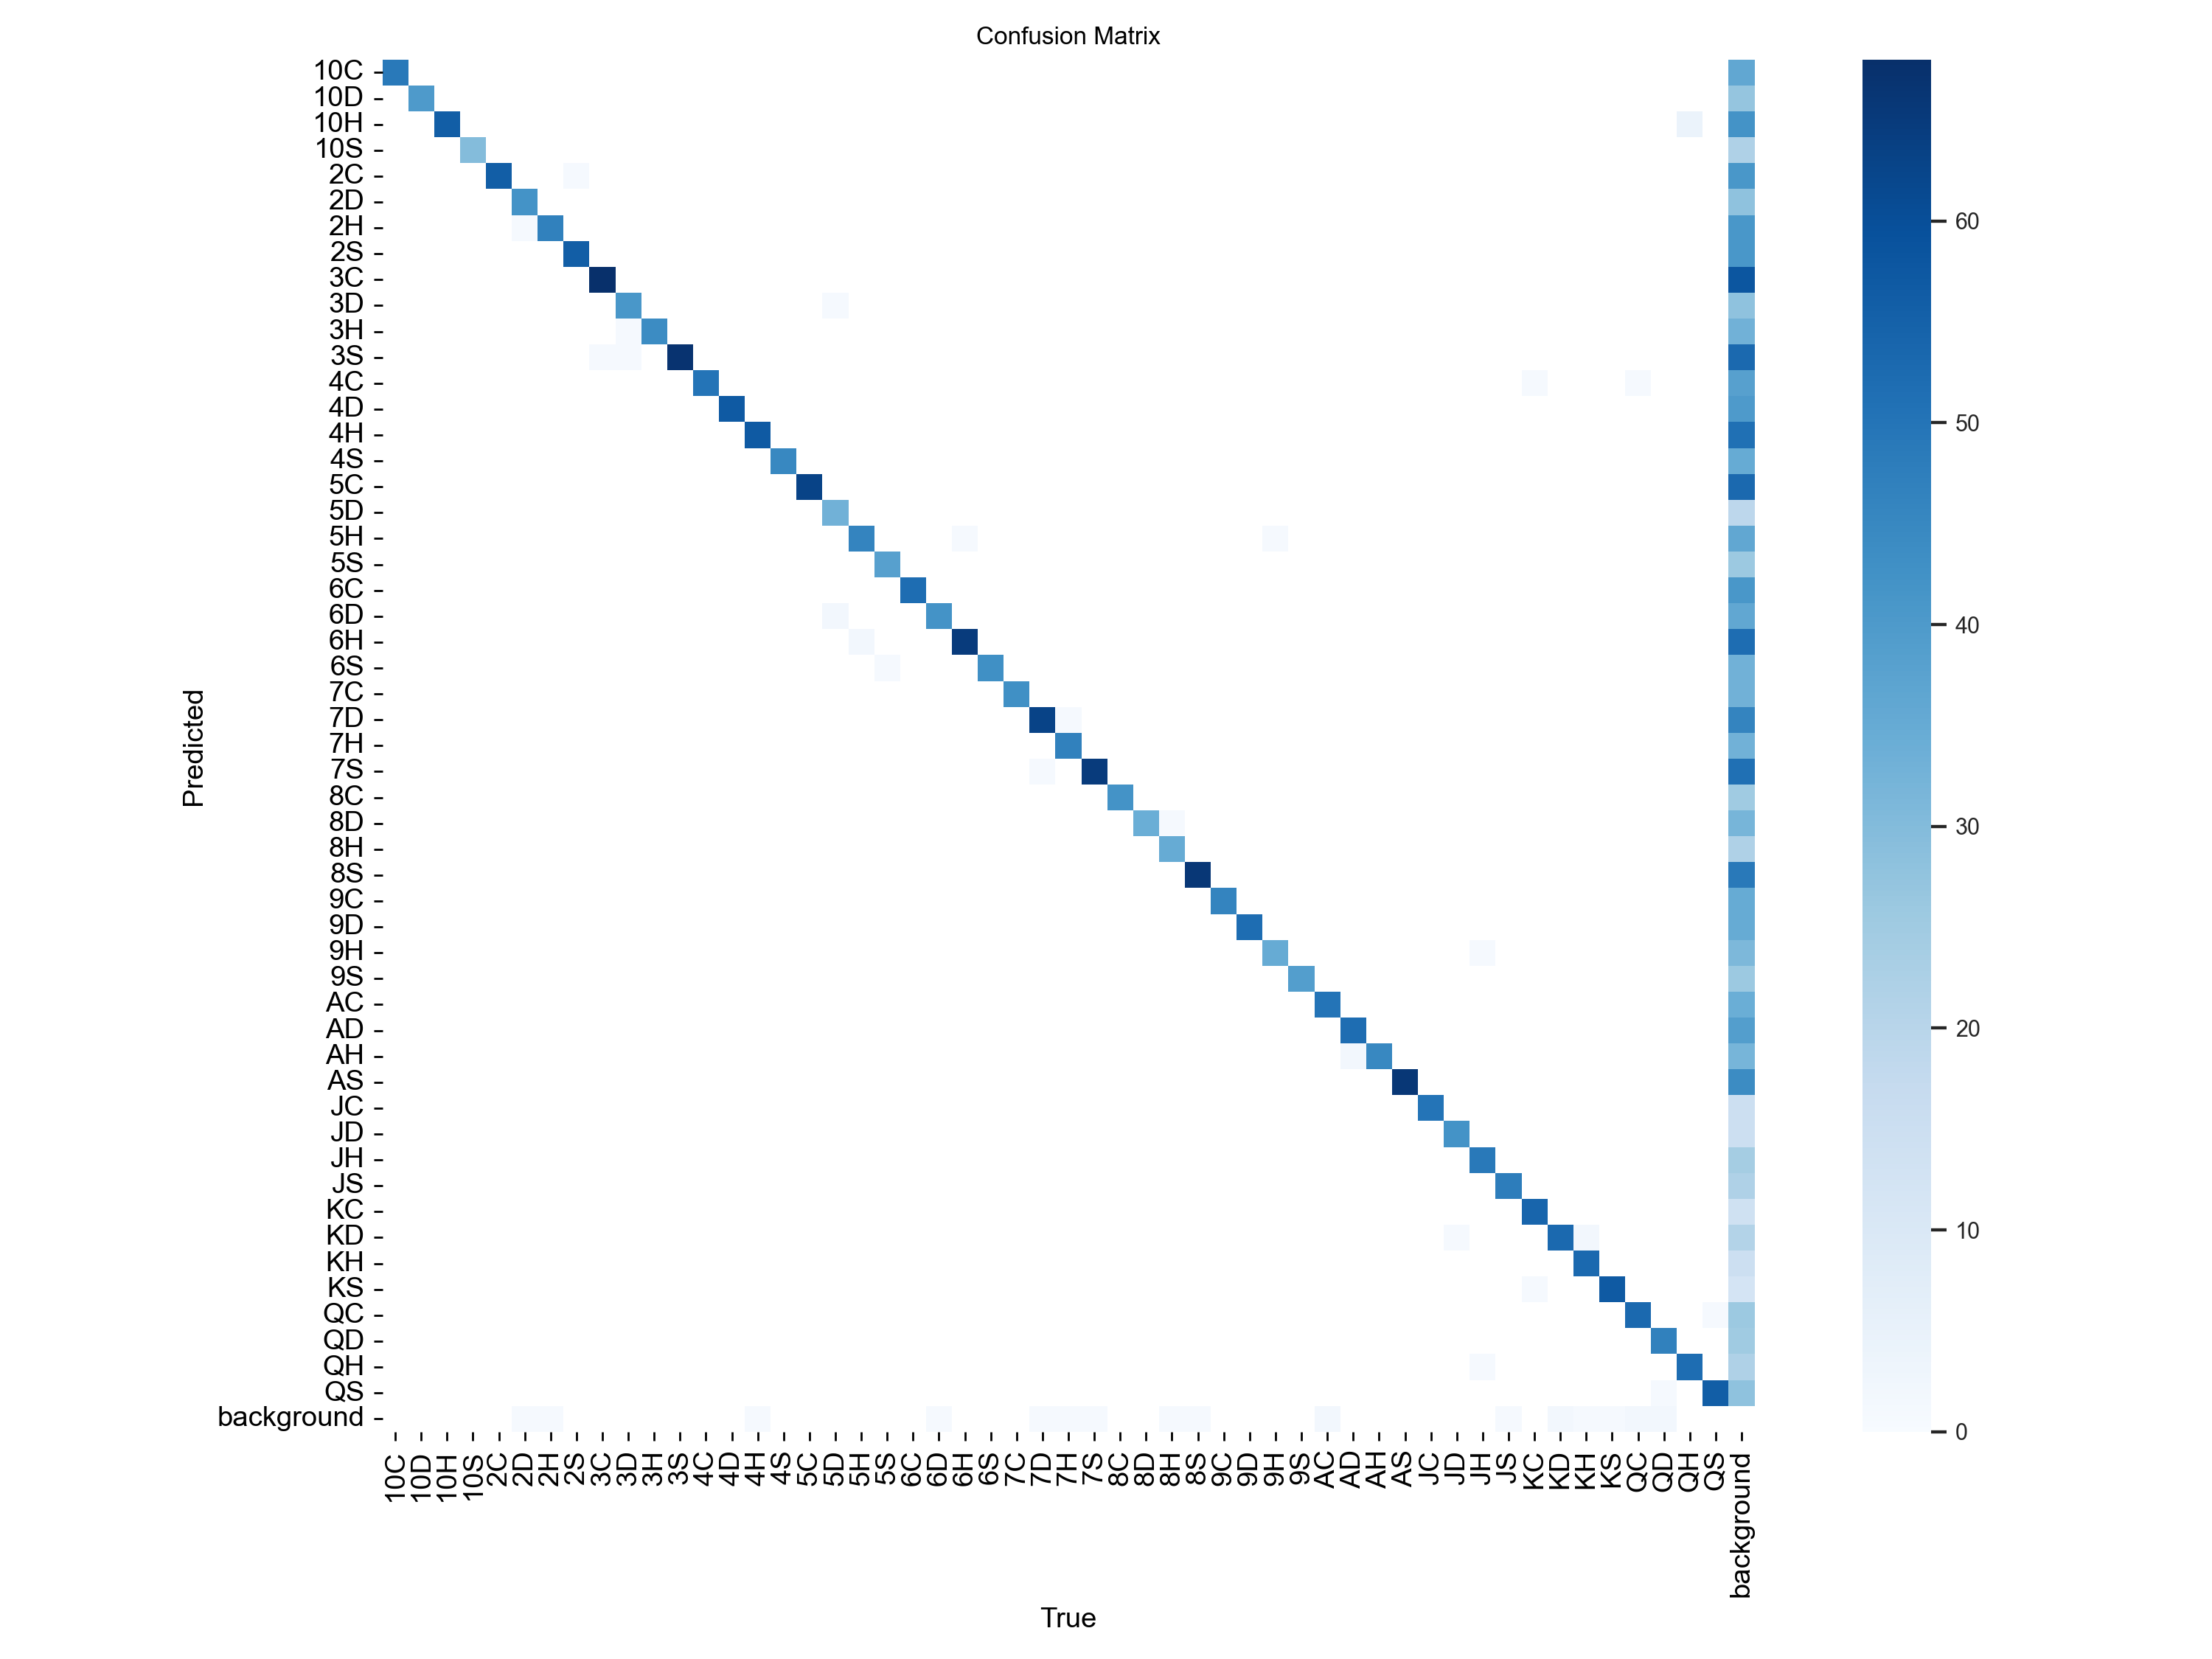 Confusion Matrix
10C
10D
10H
10S
2C
2D
2H
2S
3C
3D
3H
3S
4C
4D
4H
4S
5C
5D
5H
5S
6C
6D
6H
6S
7C
7D
7H
7S
8C
8D
8H
8S
9C
9D
9H
9S
AC
AD
AH
AS
JC
JD
JH
JS
KC
KD
KH
KS
QC
QD
QH
QS
background
Predicted
10C 10D 10H 10S 2C 2D 2H 2S 3C 3D 3H 3S 4C 4D 4H 4S 5C 5D 5H 5S 6C 6D 6H 6S 7C 7D 7H 7S 8C 8D 8H 8S 9C 9D 9H 9S AC AD AH AS JC JD JH JS KC KD KH KS QC QD QH QS background
True
60
50
40
30
20
10
0